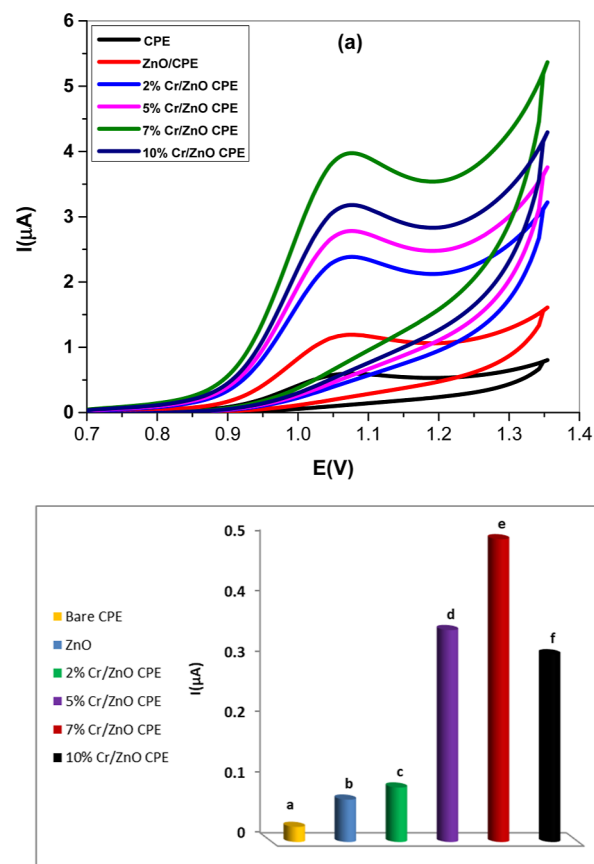 (a)
CPE
ZnO/CPE
2% Cr/ZnO CPE
5% Cr/ZnO CPE
7% Cr/ZnO CPE
10% Cr/ZnO CPE
6
5
4
3
2
1
0
I(µA)
0.7 0.8 0.9 1.0 1.1 1.2 1.3 1.4
E(V)
0.5
0.4
0.3
0.2
0.1
0
I(µA)
Bare CPE
ZnO
2% Cr/ZnO CPE
5% Cr/ZnO CPE
7% Cr/ZnO CPE
10% Cr/ZnO CPE
a
b
c
d
e
f